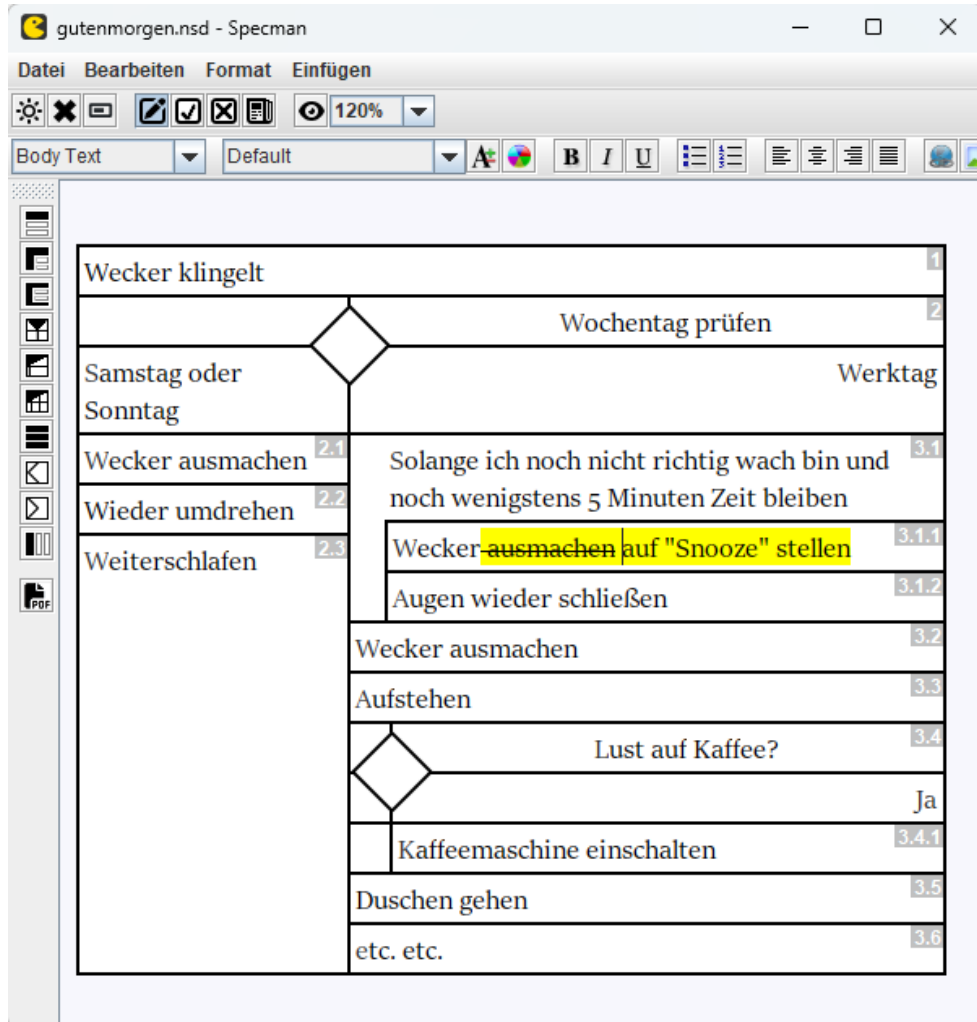 gutenmorgen.nsd - Specman
Datei Bearbeiten Format Einfügen
120%
Body Text Default B I U
Wecker klingelt 1
Wochentag prüfen 2
Samstag oder
Sonntag
Werktag
Wecker ausmachen 2.1
Wieder umdrehen 2.2
Weiterschlafen 2.3
Solange ich noch nicht richtig wach bin und 3.1
noch wenigstens 5 Minuten Zeit bleiben
Wecker ausmachen auf "Snooze" stellen 3.1.1
Augen wieder schließen 3.1.2
Wecker ausmachen 3.2
Aufstehen 3.3
Lust auf Kaffee? 3.4
Ja
Kaffeemaschine einschalten 3.4.1
Duschen gehen 3.5
etc. etc. 3.6
PDF